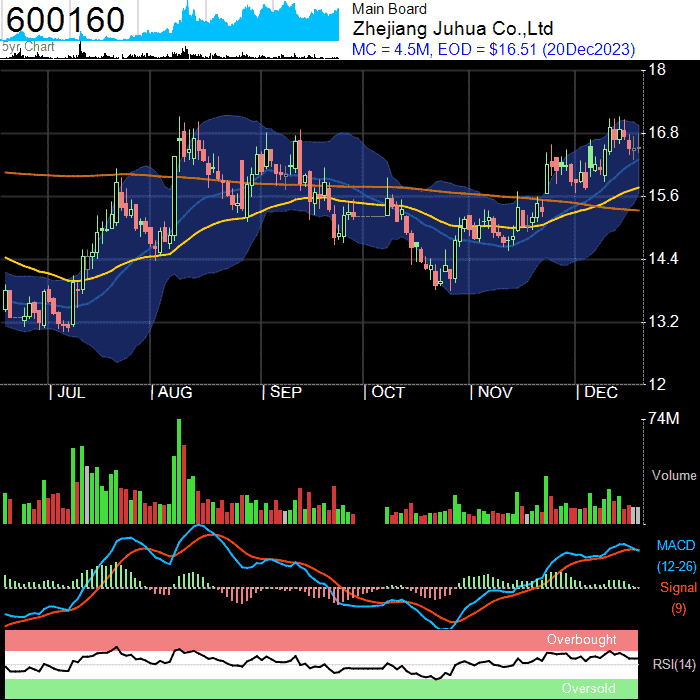 600160
5yr Chart
Main Board
Zhejiang Juhua Co.,Ltd
MC = 4.5M, EOD = $16.51 (20Dec2023)
18
16.8
15.6
14.4
13.2
12
JUL
AUG
SEP
OCT
NOV
DEC
74M
Volume
MACD
(12-26)
Signal
(9)
Overbought
RSI(14)
Oversold